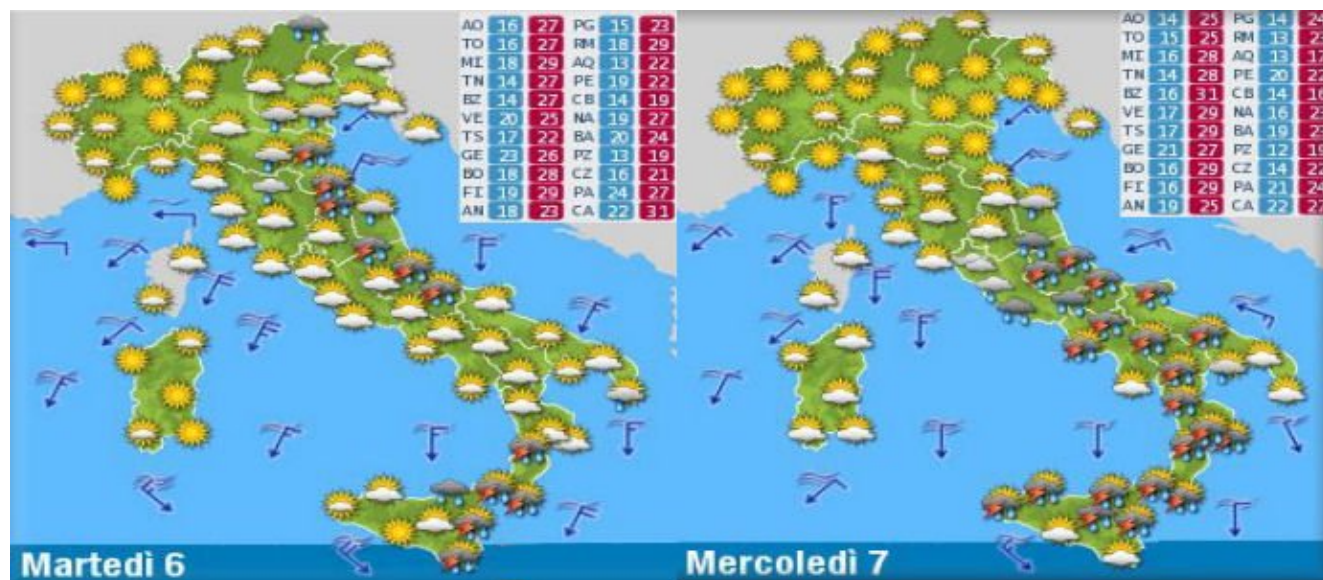 AO 16 27 PG 15 23
TO 16 27 RM 18 29
MI 18 29 AQ 13 22
TN 14 27 PE 19 22
BZ 14 27 CB 14 19
VE 20 25 NA 19 27
TS 17 22 BA 20 24
GE 23 26 PZ 13 19
BO 18 28 CZ 16 21
FI 19 29 PA 24 27
AN 18 23 CA 22 31
Martedì 6
AO 14 25 PG 14 24
TO 15 25 RM 13
MI 16 28 AQ 13
TN 14 28 PE 20 22
BZ 16 31 CB 14 16
VE 17 29 NA 16
TS 17 29 BA 19
GE 21 27 PZ 12 19
BO 16 29 CZ 14 22
FI 16 29 PA 21 24
AN 19 25 CA 22
Mercoledì 7